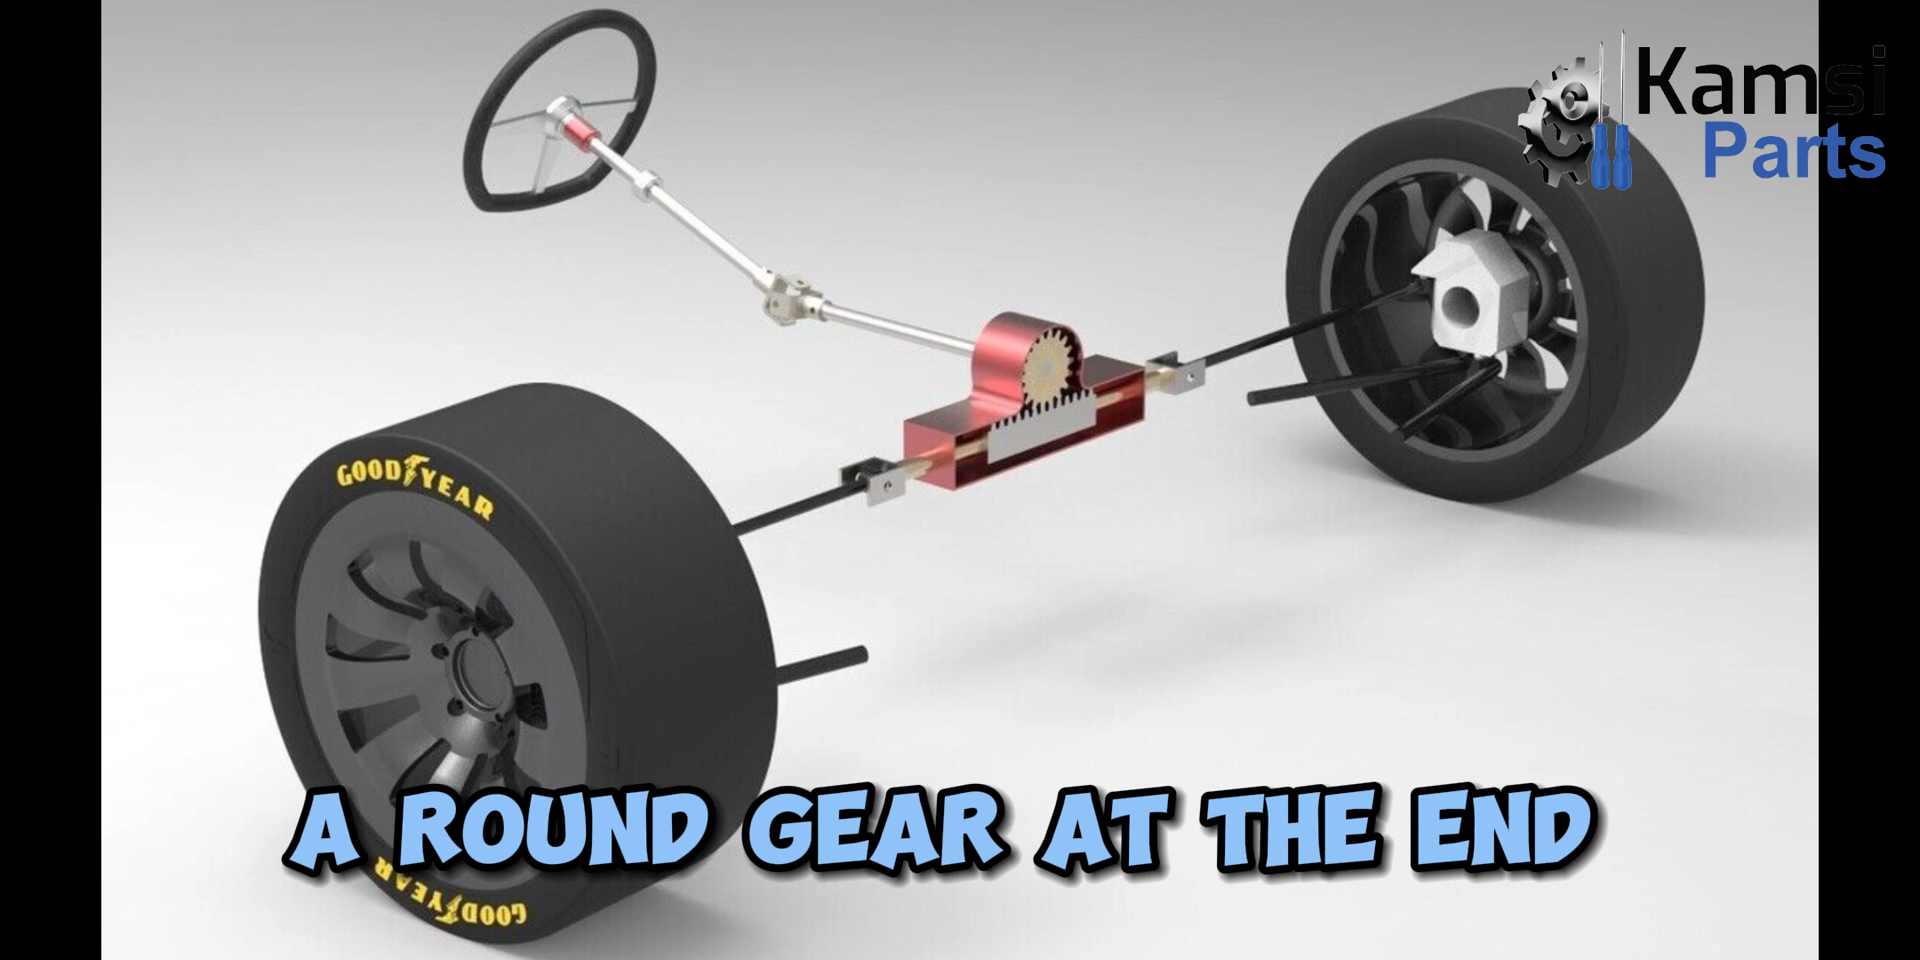 Kamsi
Parts
GOODYEAR
A ROUND GEAR AT THE END
GOODYEAR